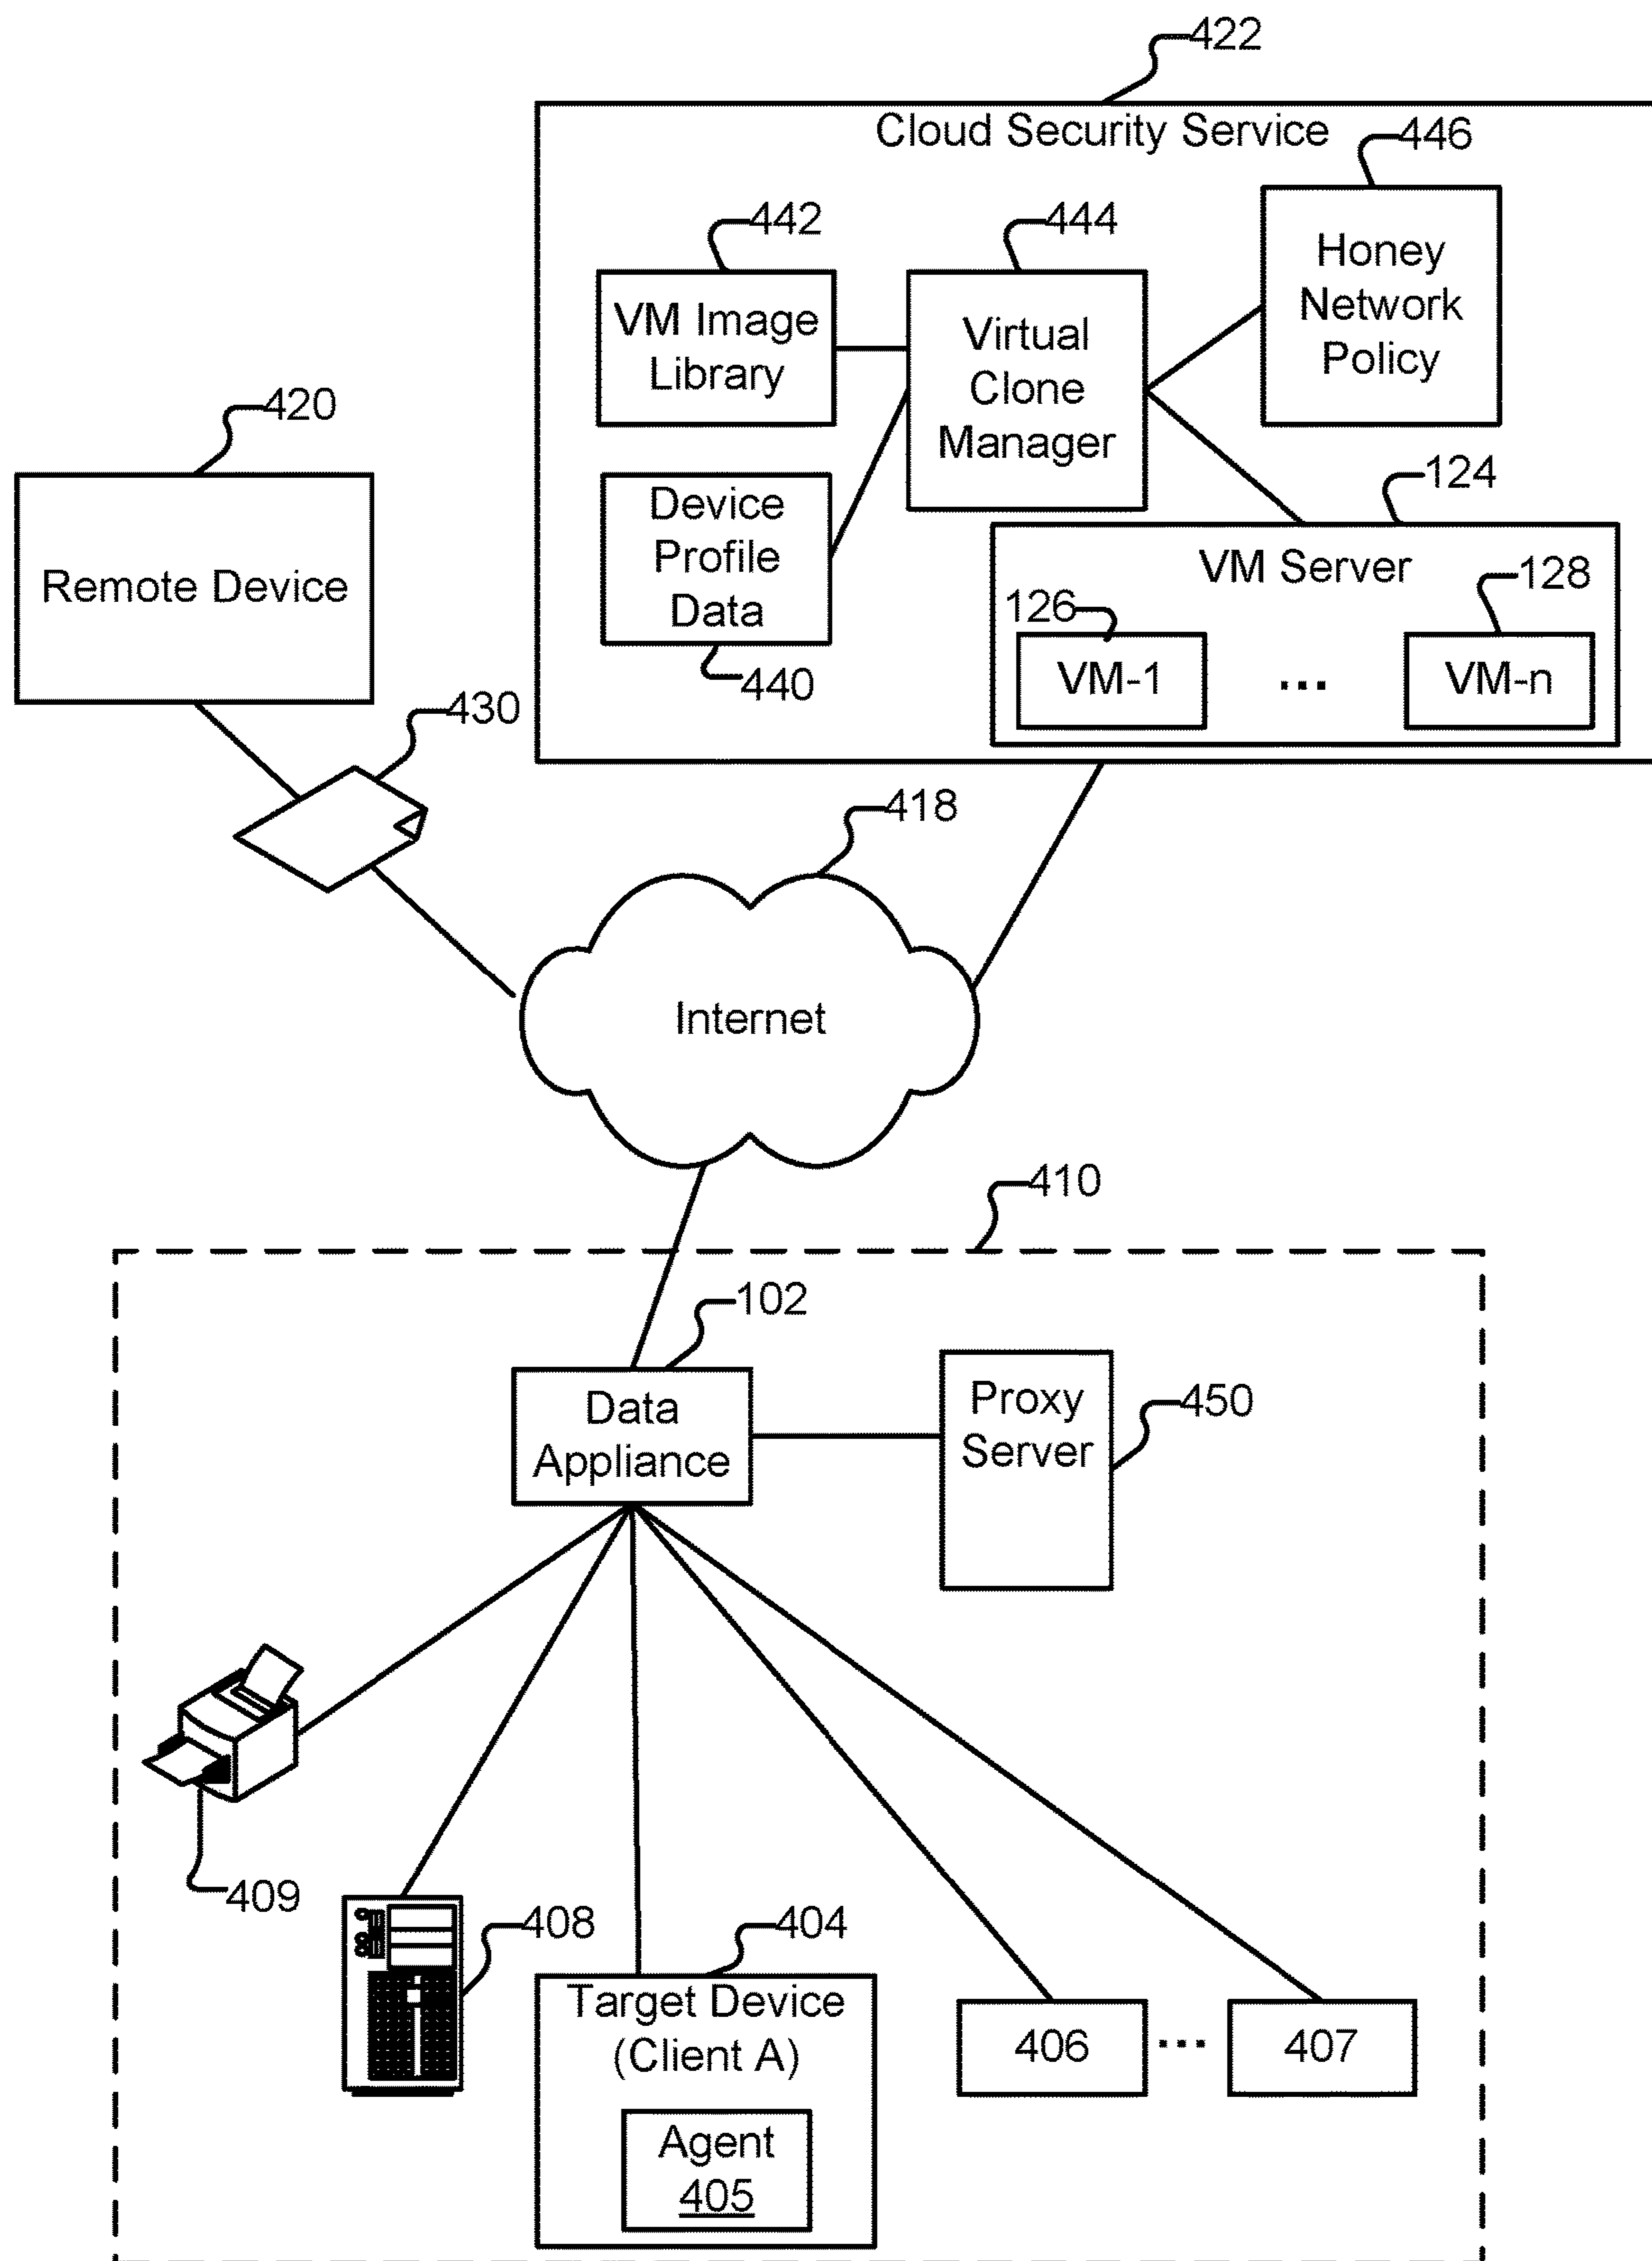 422
Cloud Security Service
446
442
444
Honey
Network
Policy
VM Image
Library
Virtual
Clone
Manager
420
124
Device
Profile
Data
Remote Device
VM Server
128
126
VM-1
...
VM-n
440
430
418
Internet
410
102
Data
Appliance
Proxy
Server
450
409
408
404
Target Device
(Client A)
406
...
407
Agent
405